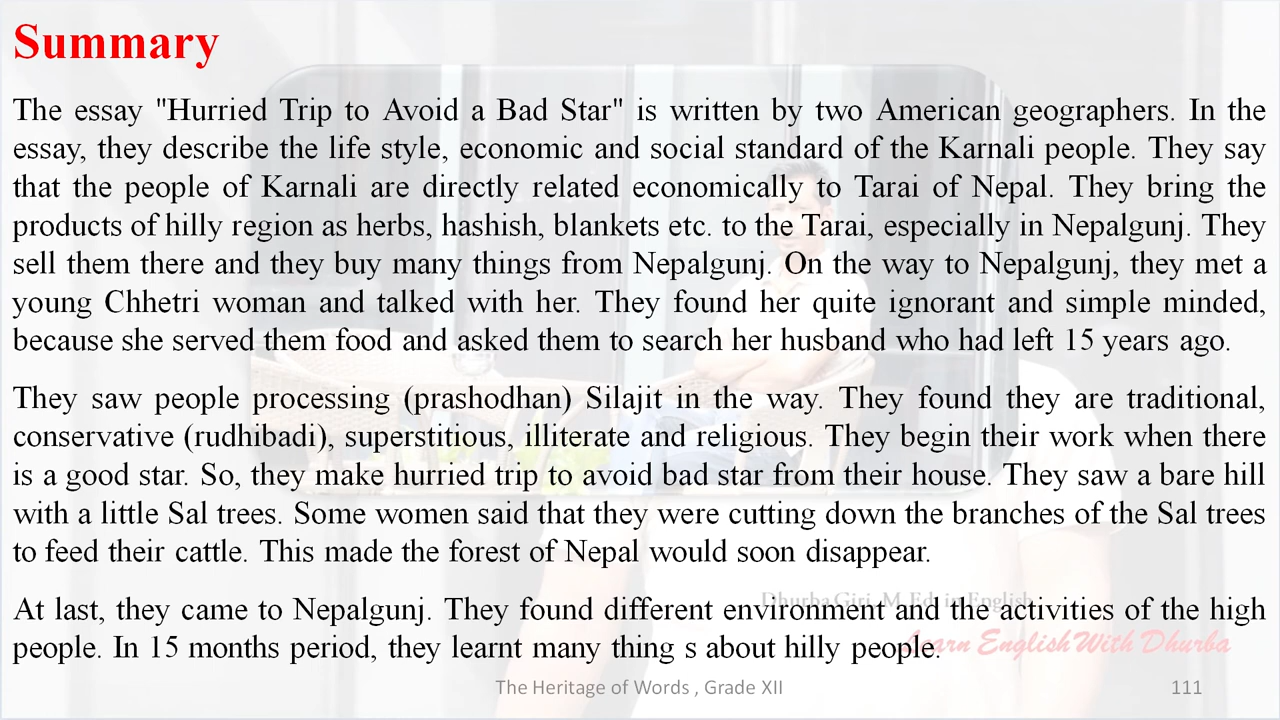 Summary
The essay "Hurried Trip to Avoid a Bad Star" is written by two American geographers. In the
essay, they describe the life style, economic and social standard of the Karnali people. They say
that the people of Karnali are directly related economically to Tarai of Nepal. They bring the
products of hilly region as herbs, hashish, blankets etc. to the Tarai, especially in Nepalgunj. They
sell them there and they buy many things from Nepalgunj. On the way to Nepalgunj, they met a
young Chhetri woman and talked with her. They found her quite ignorant and simple minded,
because she served them food and asked them to search her husband who had left 15 years ago.
They saw people processing (prashodhan) Silajit in the way. They found they are traditional,
conservative (rudhibadi), superstitious, illiterate and religious. They begin their work when there
is a good star. So, they make hurried trip to avoid bad star from their house. They saw a bare hill
with a little Sal trees. Some women said that they were cutting down the branches of the Sal trees
to feed their cattle. This made the forest of Nepal would soon disappear.
Dhurba Giri, M.Ed. in English
At last, they came to Nepalgunj. They found different environment and the activities of the high
people. In 15 months period, they learnt many thing s about hilly people.
Learn English With Dhurba
The Heritage of Words , Grade XII
111